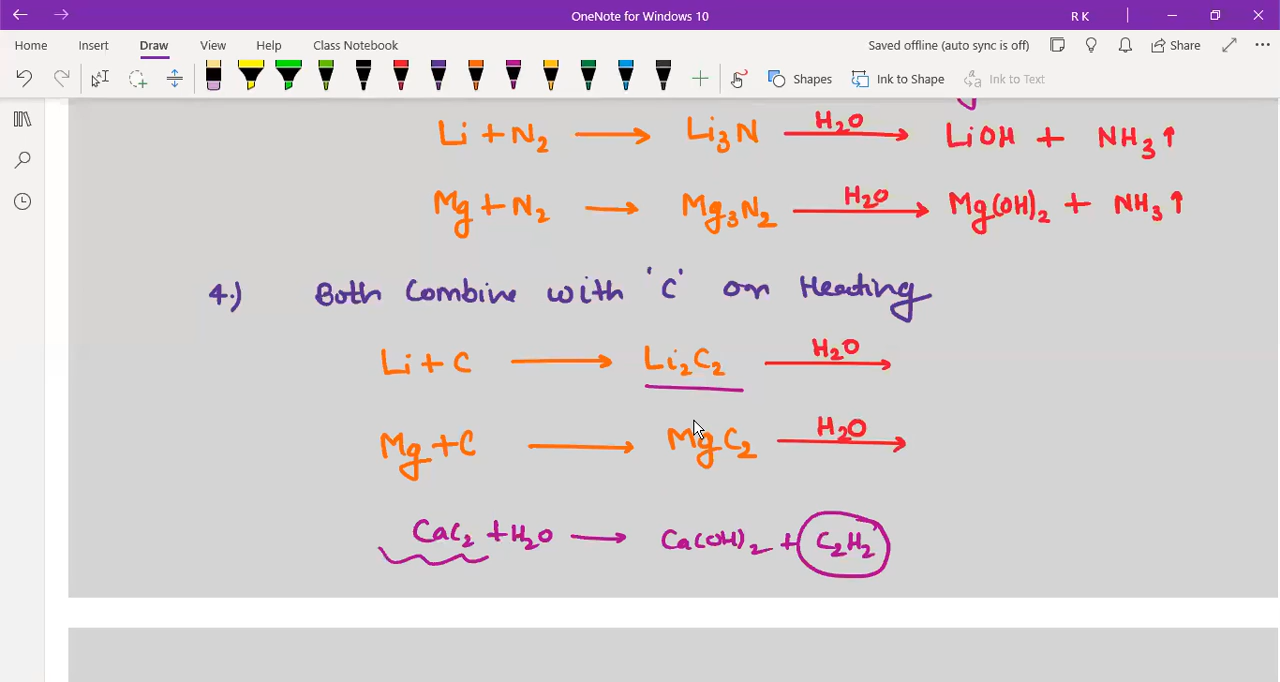 OneNote for Windows 10
R K
Home Insert Draw View Help Class Notebook
Saved offline (auto sync is off) Share
Shapes Ink to Shape Ink to Text
Li + N₂ → Li₃N H₂O → LiOH + NH₃↑
Mg + N₂ → Mg₃N₂ H₂O → Mg(OH)₂ + NH₃↑
4.) Both Combine with 'C' on Heating
Li + C → Li₂C₂ H₂O →
Mg + C → MgC₂ H₂O →
CaC₂ + H₂O → Ca(OH)₂ + C₂H₂